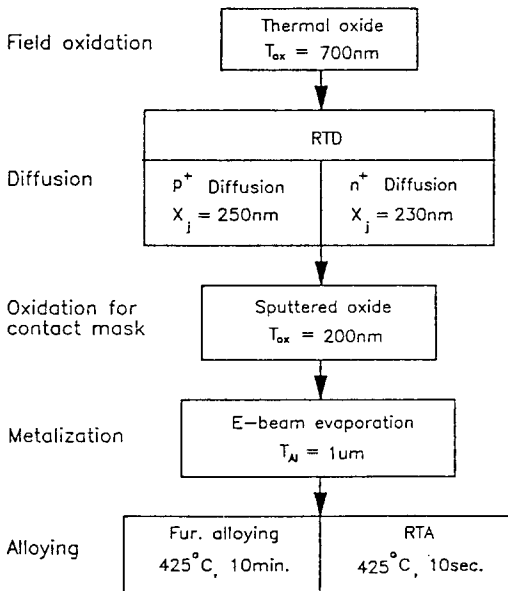 Field oxidation
Thermal oxide
Tox = 700nm
RTD
Diffusion
p+ Diffusion
Xj = 250nm
n+ Diffusion
Xj = 230nm
Oxidation for
contact mask
Sputtered oxide
Tox = 200nm
Metalization
E-beam evaporation
TAl = 1um
Alloying
Fur. alloying
425°C, 10min.
RTA
425°C, 10sec.